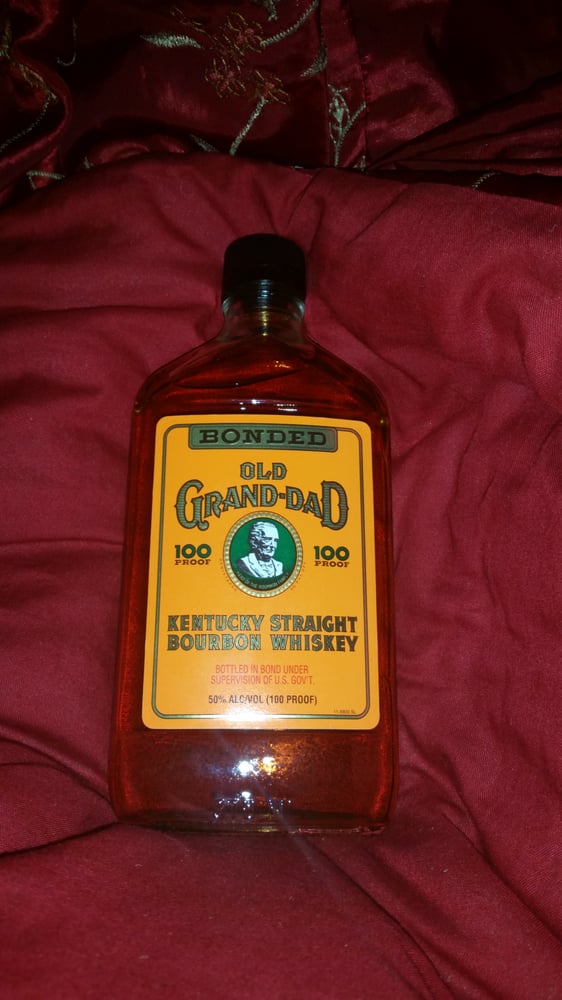 BONDED
OLD
GRAND-DAD
100
PROOF
100
PROOF
KENTUCKY STRAIGHT
BOURBON WHISKEY
BOTTLED IN BOND UNDER
SUPERVISION OF U.S. GOV'T.
50% ALC/VOL (100 PROOF)